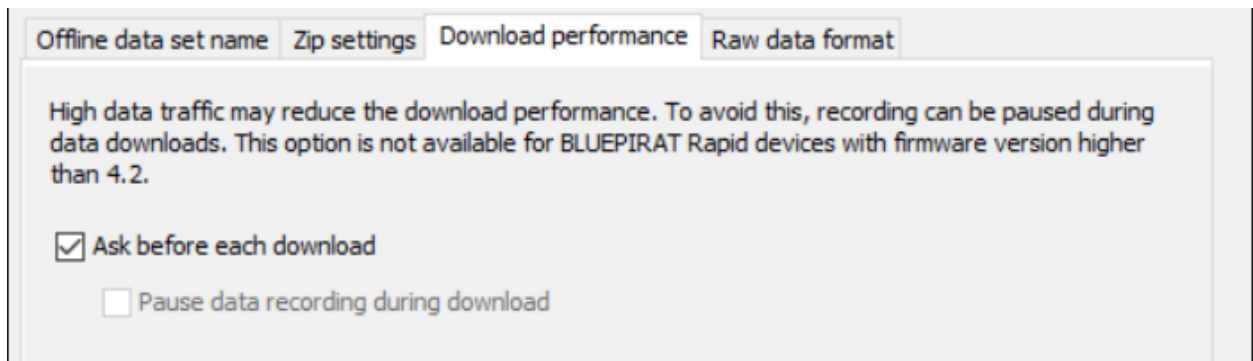 Offline data set name Zip settings Download performance Raw data format
High data traffic may reduce the download performance. To avoid this, recording can be paused during
data downloads. This option is not available for BLUEPIRAT Rapid devices with firmware version higher
than 4.2.
Ask before each download
Pause data recording during download